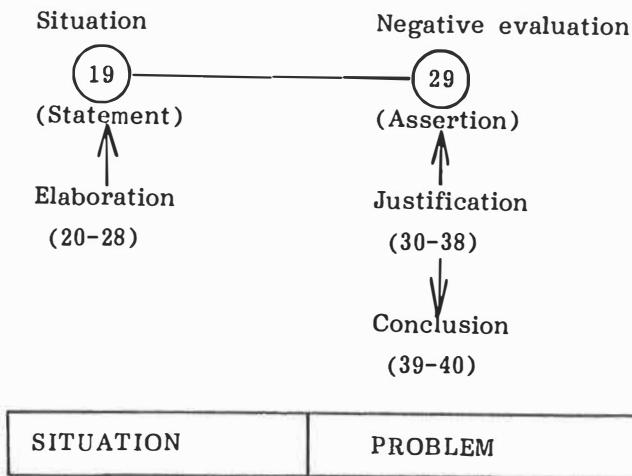 Situation
Negative evaluation
19
29
(Statement)
(Assertion)
Elaboration
Justification
(20-28)
(30-38)
Conclusion
(39-40)
SITUATION
PROBLEM